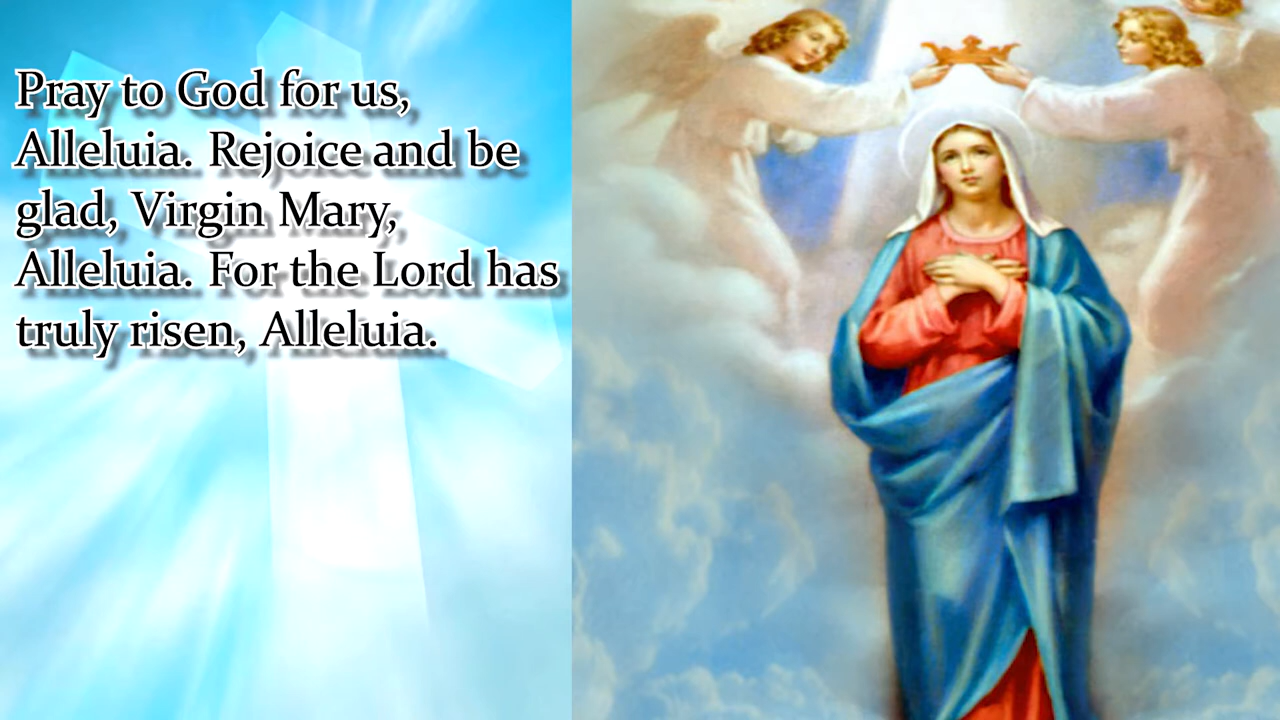 Pray to God for us,
Alleluia. Rejoice and be
glad, Virgin Mary,
Alleluia. For the Lord has
truly risen, Alleluia.